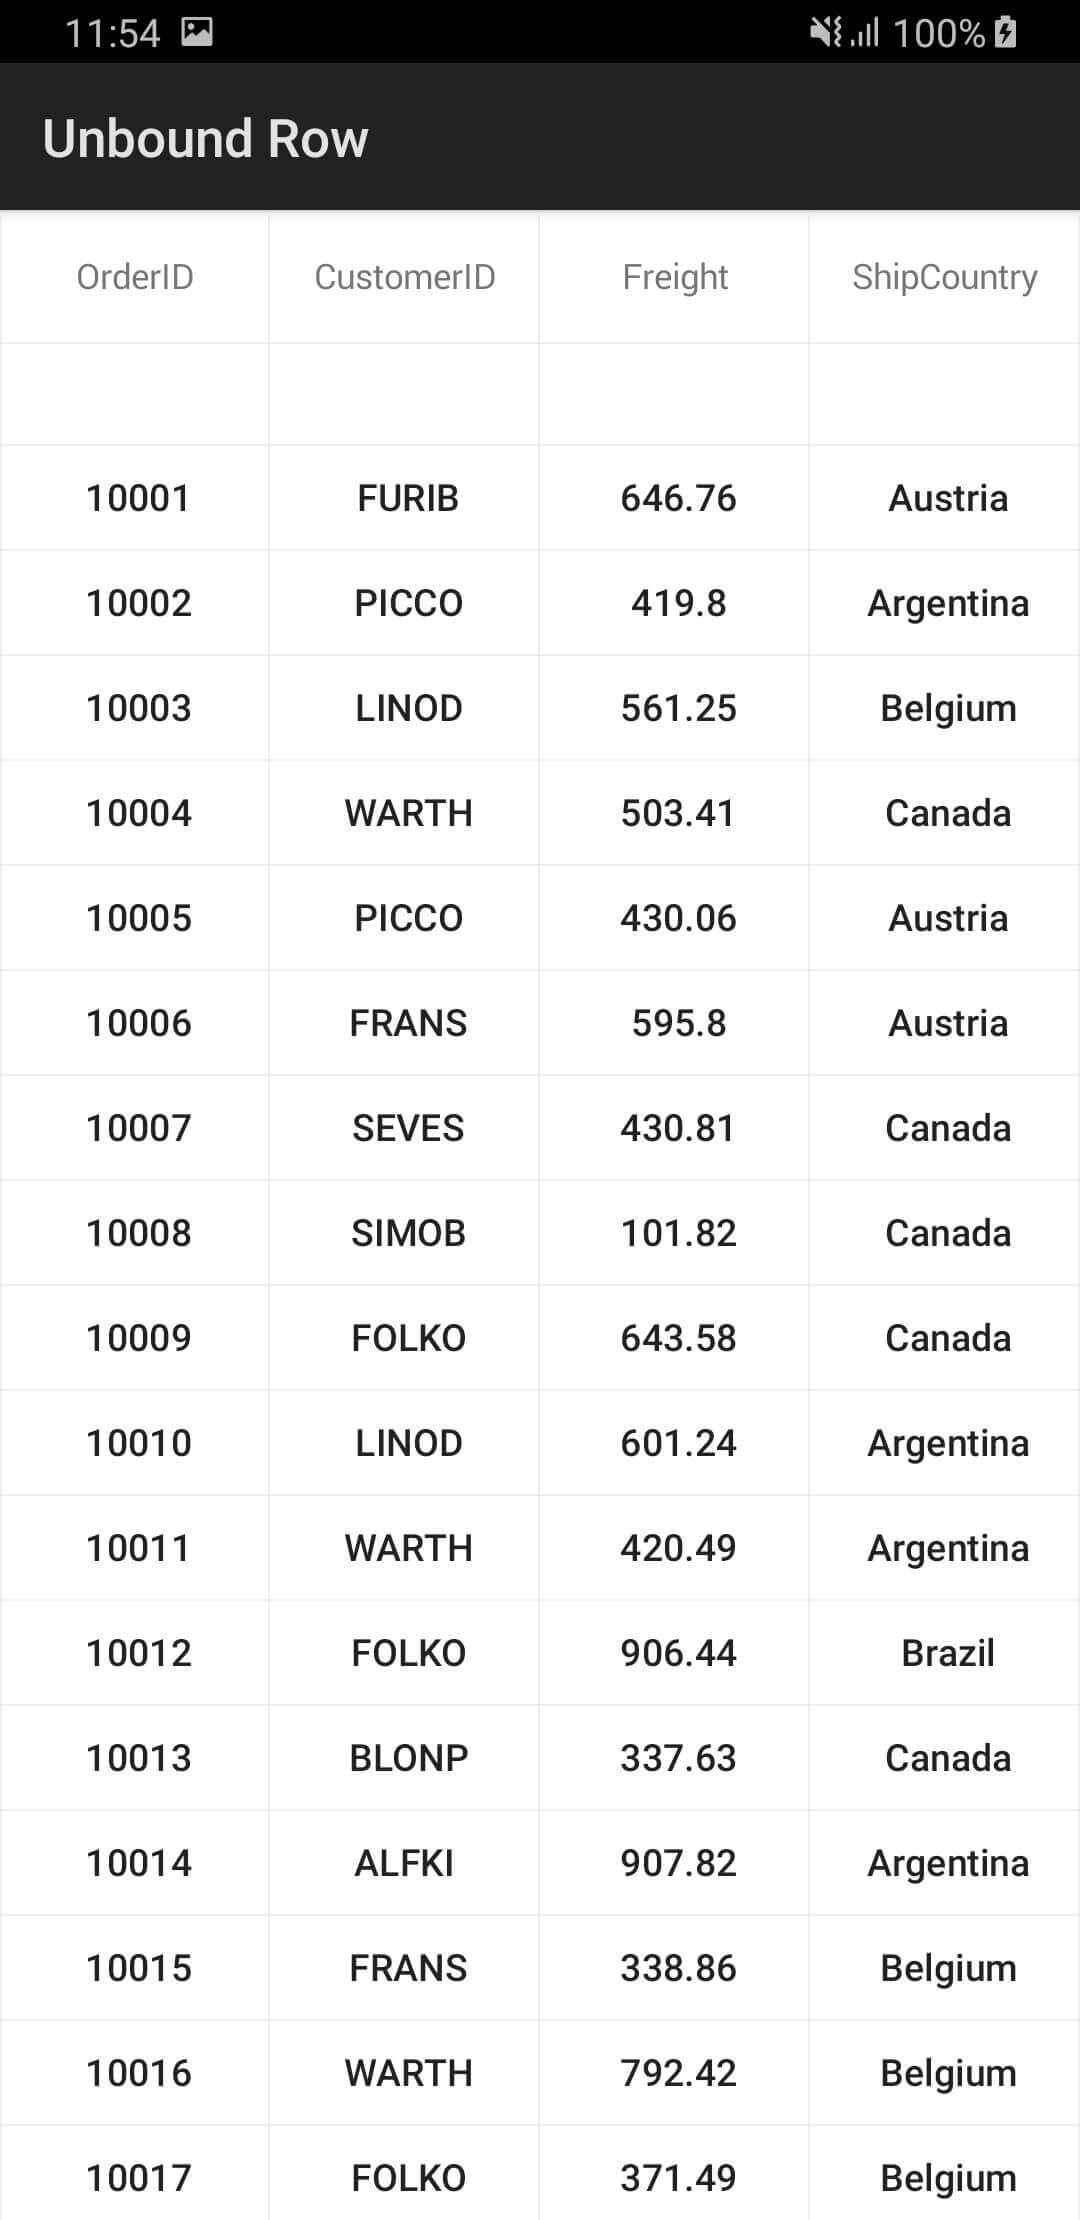 11:54 100%
Unbound Row
OrderID CustomerID Freight ShipCountry
10001 FURIB 646.76 Austria
10002 PICCO 419.8 Argentina
10003 LINOD 561.25 Belgium
10004 WARTH 503.41 Canada
10005 PICCO 430.06 Austria
10006 FRANS 595.8 Austria
10007 SEVES 430.81 Canada
10008 SIMOB 101.82 Canada
10009 FOLKO 643.58 Canada
10010 LINOD 601.24 Argentina
10011 WARTH 420.49 Argentina
10012 FOLKO 906.44 Brazil
10013 BLONP 337.63 Canada
10014 ALFKI 907.82 Argentina
10015 FRANS 338.86 Belgium
10016 WARTH 792.42 Belgium
10017 FOLKO 371.49 Belgium